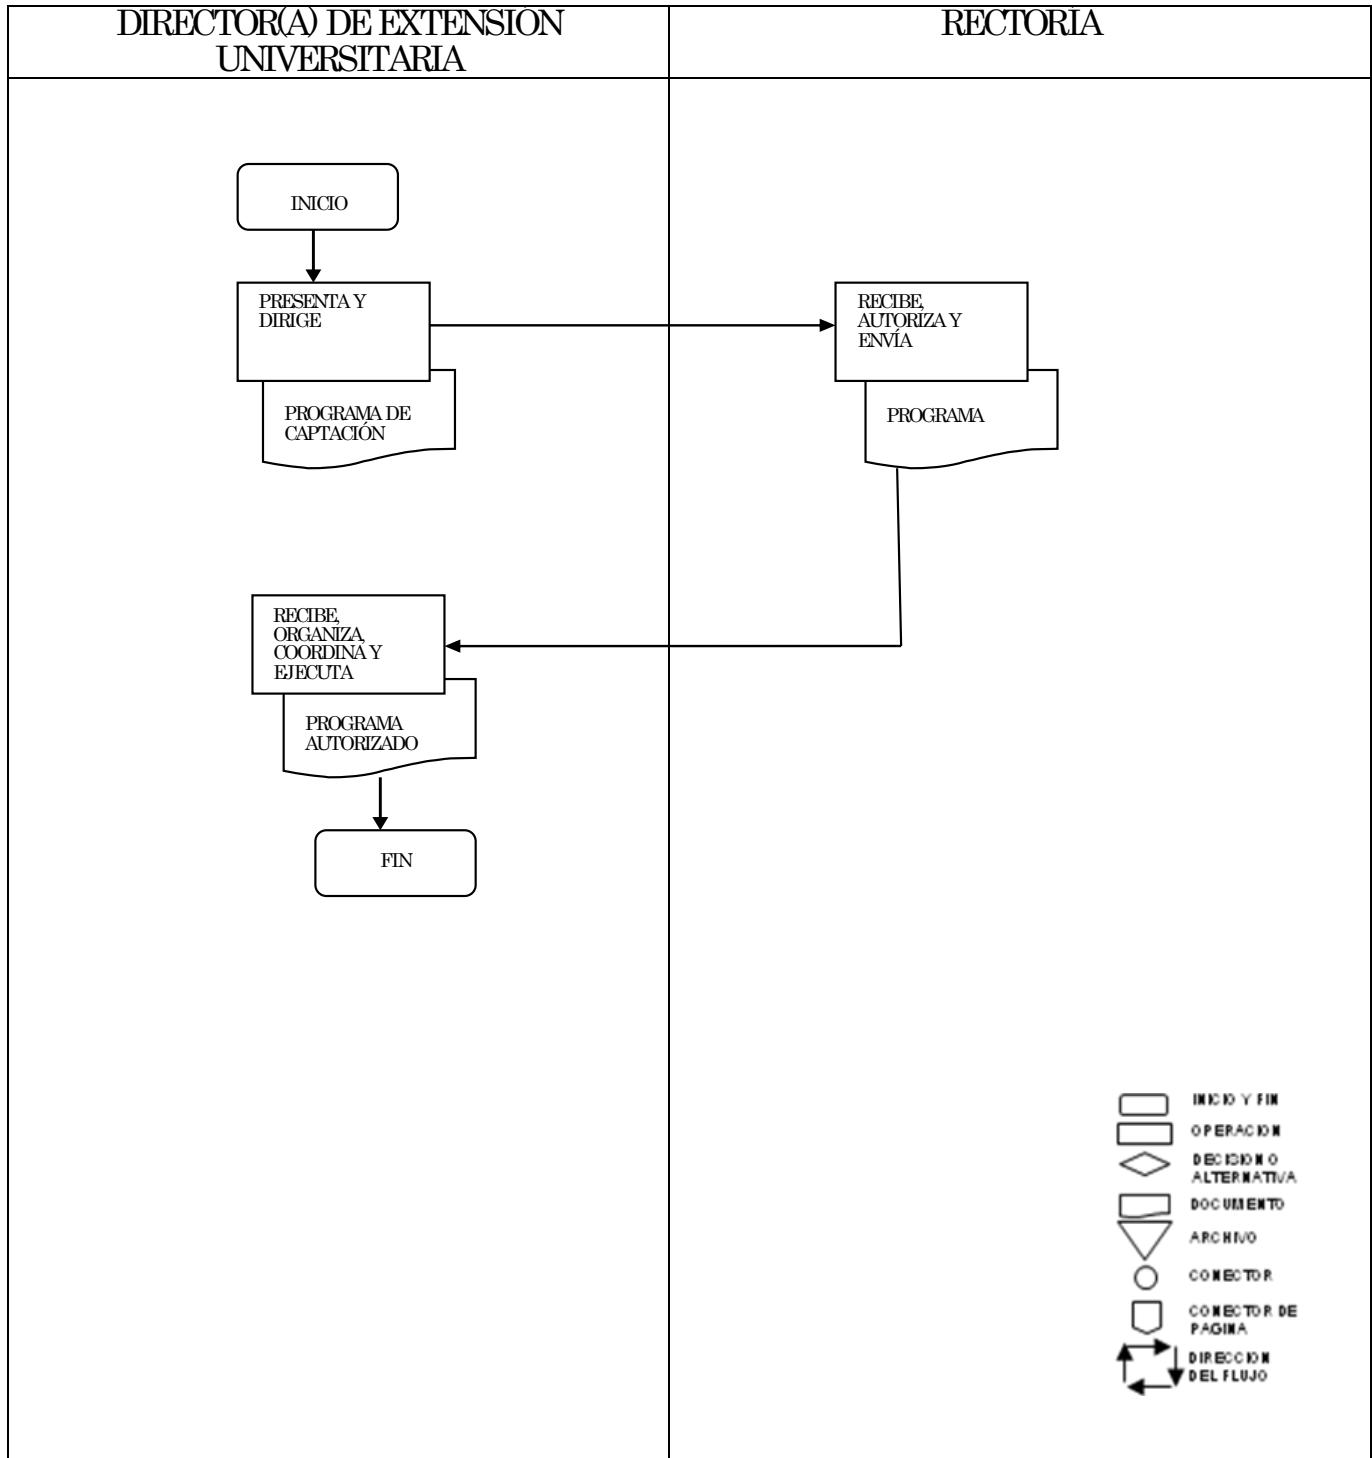 DIRECTOR(A) DE EXTENSIÓN
UNIVERSITARIA
RECTORÍA
INICIO
PRESENTA Y
DIRIGE
PROGRAMA DE
CAPTACIÓN
RECIBE,
AUTORIZA Y
ENVÍA
PROGRAMA
RECIBE,
ORGANIZA,
COORDINA Y
EJECUTA
PROGRAMA
AUTORIZADO
FIN
INICIO Y FIN
OPERACION
DECISION O
ALTERNATIVA
DOCUMENTO
ARCHIVO
CONECTOR
CONECTOR DE
PAGINA
DIRECCION
DEL FLUJO